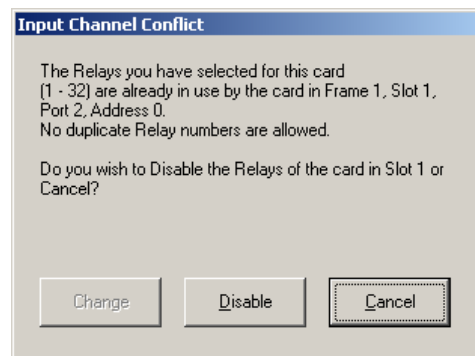 Input Channel Conflict
The Relays you have selected for this card
(1 - 32) are already in use by the card in Frame 1, Slot 1,
Port 2, Address 0.
No duplicate Relay numbers are allowed.
Do you wish to Disable the Relays of the card in Slot 1 or
Cancel?
Change Disable Cancel